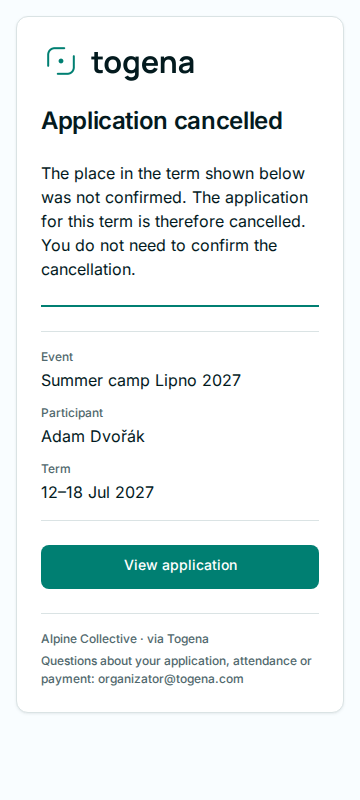 togena
Application cancelled
The place in the term shown below
was not confirmed. The application
for this term is therefore cancelled.
You do not need to confirm the
cancellation.
Event
Summer camp Lipno 2027
Participant
Adam Dvořák
Term
12–18 Jul 2027
View application
Alpine Collective · via Togena
Questions about your application, attendance or
payment: organizator@togena.com